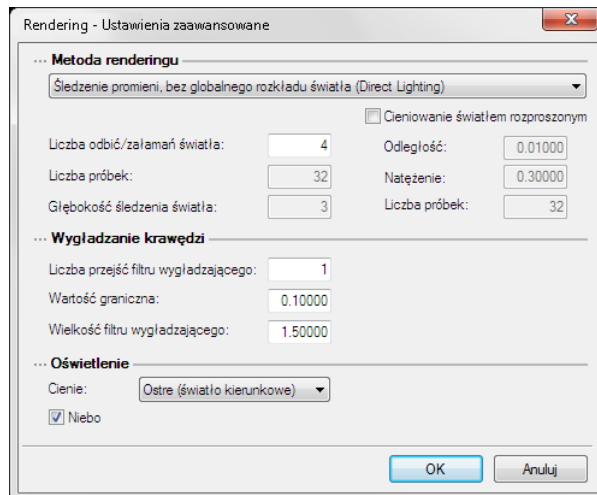 Rendering - Ustawienia zaawansowane
Metoda renderingu
Śledzenie promieni, bez globalnego rozkładu światła (Direct Lighting)
Cieniowanie światłem rozproszonym
Liczba odbić/załamań światła: 4 Odległość: 0.01000
Liczba próbek: 32 Natężenie: 0.30000
Głębokość śledzenia światła: 3 Liczba próbek: 32
Wygładzanie krawędzi
Liczba przejść filtru wygładzającego: 1
Wartość graniczna: 0.10000
Wielkość filtru wygładzającego: 1.50000
Oświetlenie
Cienie: Ostre (światło kierunkowe)
Niebo
OK Anuluj